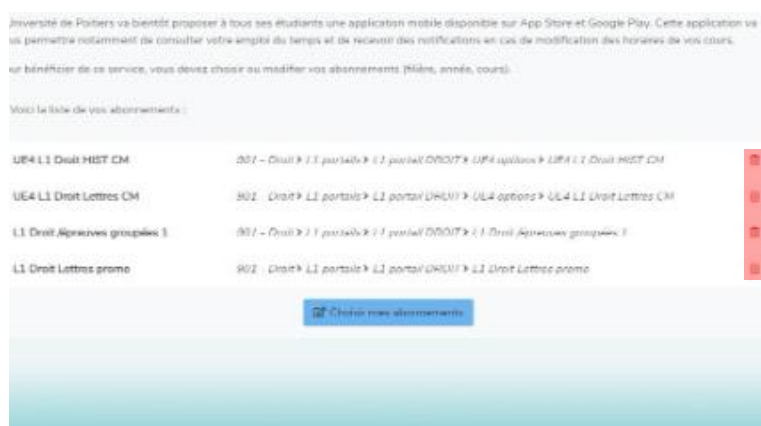 Université de Poitiers va bientôt proposer à tous ses étudiants une application mobile disponible sur App Store et Google Play. Cette application va
us permettre notamment de consulter votre emploi du temps et de recevoir des notifications en cas de modification des horaires de vos cours.
ur bénéficier de ce service, vous devez choisir ou modifier vos abonnements (filière, année, cours).
Voici la liste de vos abonnements :
UE4 L1 Droit HIST CM 901 - Droit > L1 portails > L1 portail DROIT > UE4 options > UE4 L1 Droit HIST CM
UE4 L1 Droit Lettres CM 901 - Droit > L1 portails > L1 portail DROIT > UE4 options > UE4 L1 Droit Lettres CM
L1 Droit /épreuves groupées 1 901 - Droit > L1 portails > L1 portail DROIT > L1 Droit /épreuves groupées 1
L1 Droit Lettres promo 901 - Droit > L1 portails > L1 portail DROIT > L1 Droit Lettres promo
Choisir mes abonnements